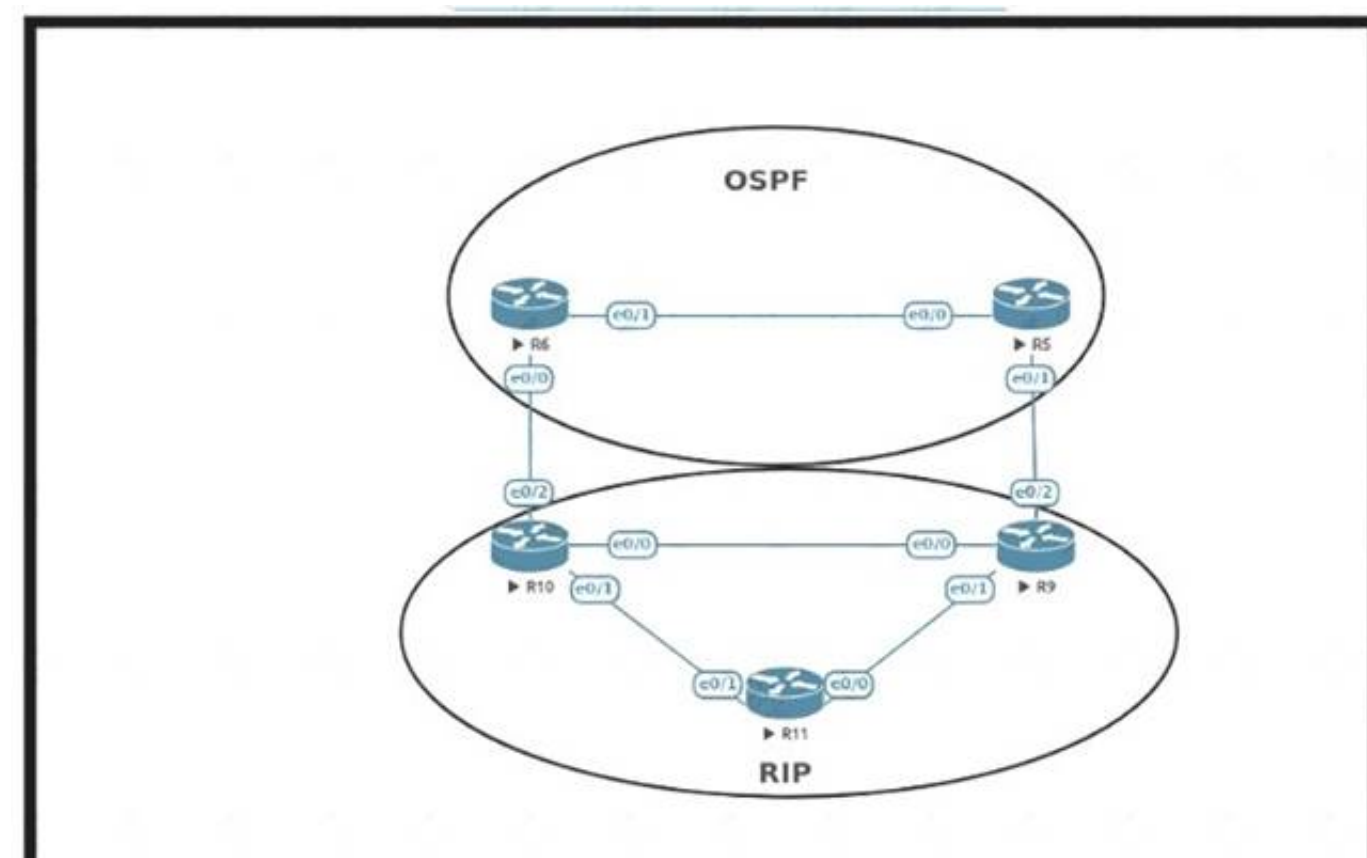 OSPF
e0/1 e0/0
▶ R6 ▶ R5
e0/0 e0/1
e0/2 e0/2
e0/0 e0/0
▶ R10 e0/1 e0/1 ▶ R9
e0/1 e0/0
▶ R11
RIP